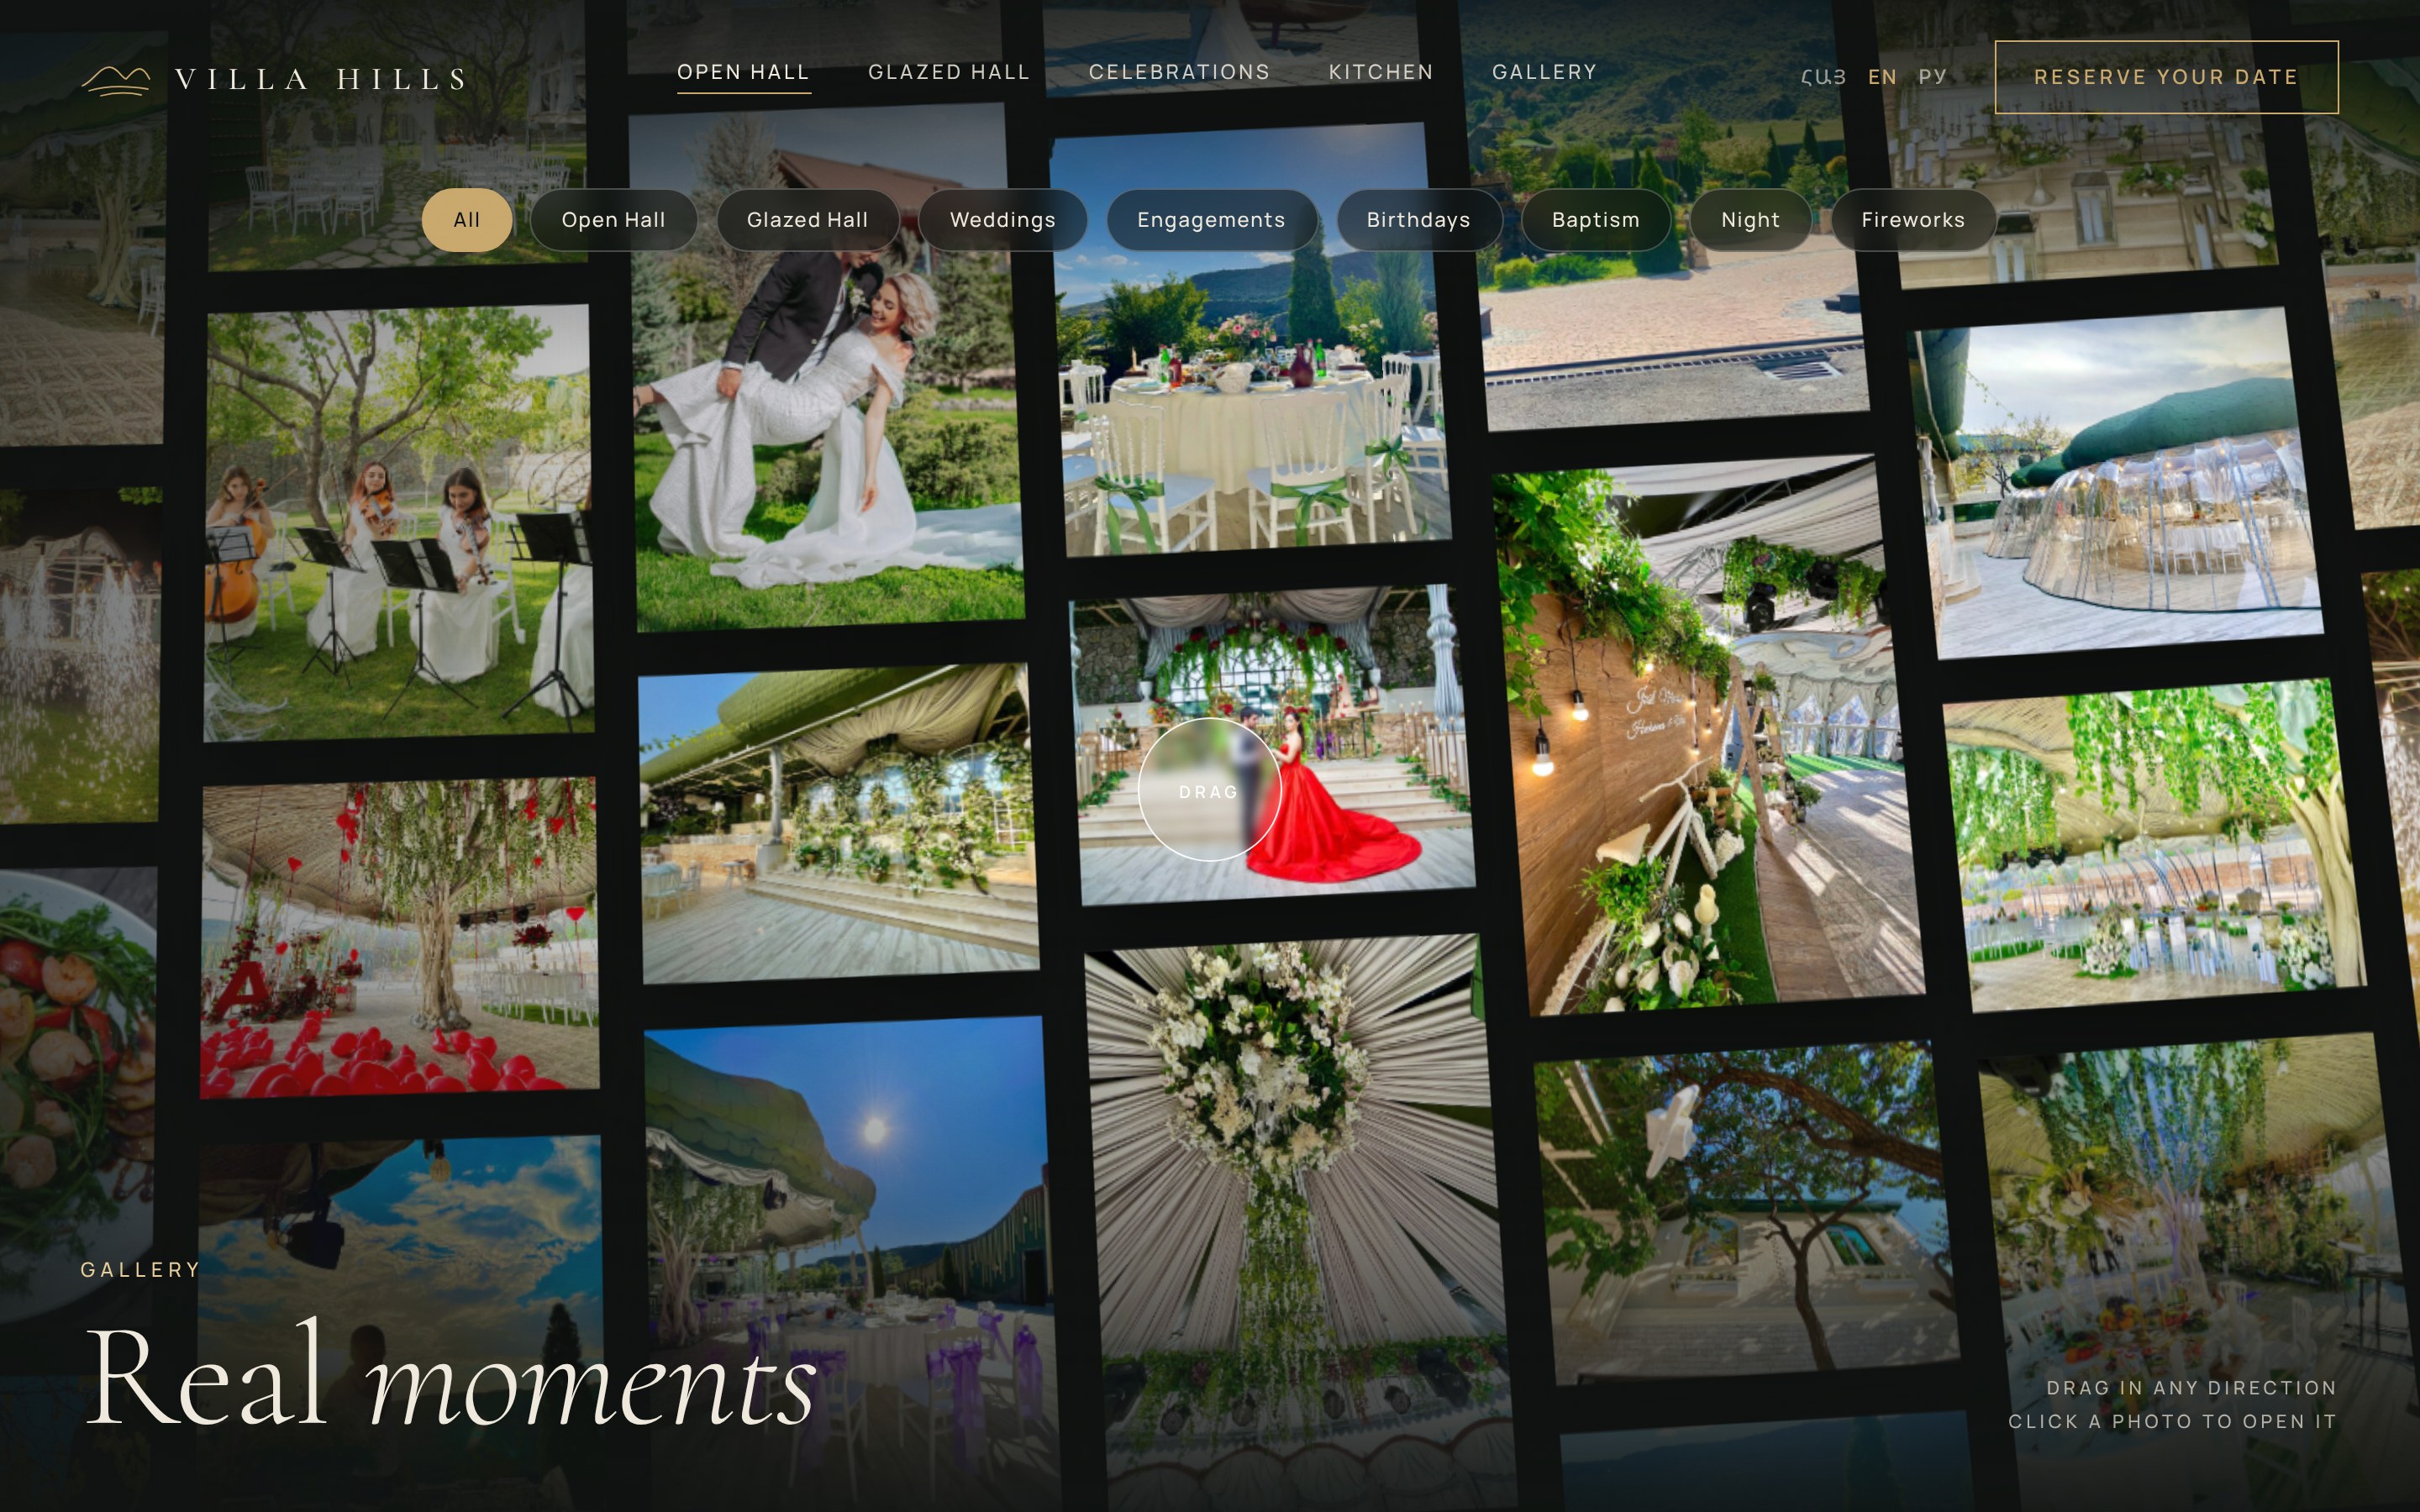 VILLA HILLS
OPEN HALL
GLAZED HALL
CELEBRATIONS
KITCHEN
GALLERY
ՀԱՅ
EN
РУ
RESERVE YOUR DATE
All
Open Hall
Glazed Hall
Weddings
Engagements
Birthdays
Baptism
Night
Fireworks
A
DRAG
GALLERY
Real moments
DRAG IN ANY DIRECTION
CLICK A PHOTO TO OPEN IT